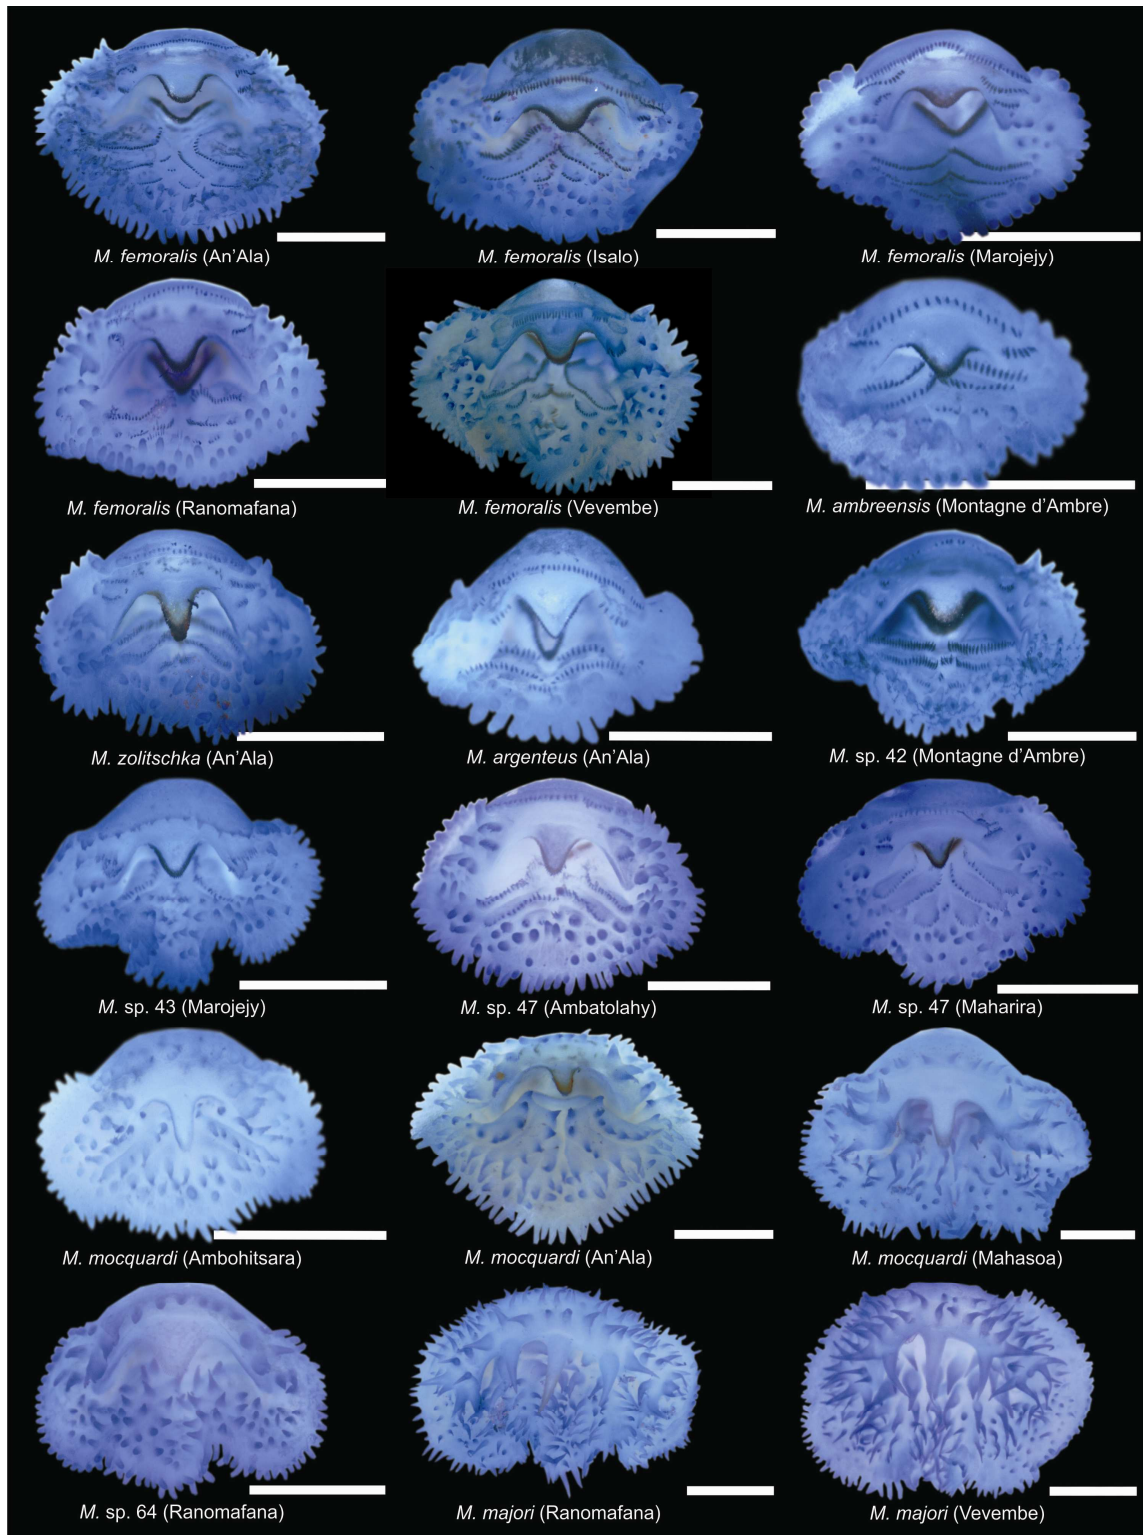 M. femoralis (An'Ala)
M. femoralis (Isalo)
M. femoralis (Marojejy)
M. femoralis (Ranomafana)
M. femoralis (Vevembe)
M. ambreensis (Montagne d'Ambre)
M. zolitschka (An'Ala)
M. argenteus (An'Ala)
M. sp. 42 (Montagne d'Ambre)
M. sp. 43 (Marojejy)
M. sp. 47 (Ambatolahy)
M. sp. 47 (Maharira)
M. mocquardi (Ambohitsara)
M. mocquardi (An'Ala)
M. mocquardi (Mahasoa)
M. sp. 64 (Ranomafana)
M. majori (Ranomafana)
M. majori (Vevembe)